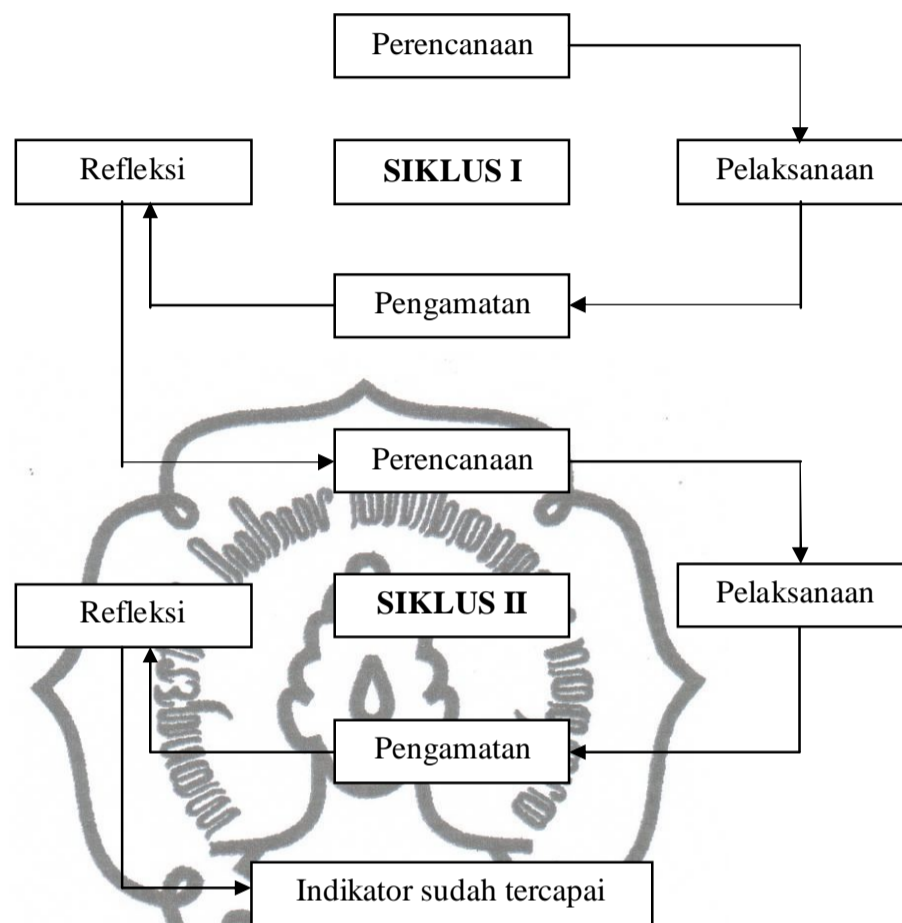 Perencanaan
Refleksi
SIKLUS I
Pelaksanaan
Pengamatan
Perencanaan
Refleksi
SIKLUS II
Pelaksanaan
Pengamatan
Indikator sudah tercapai